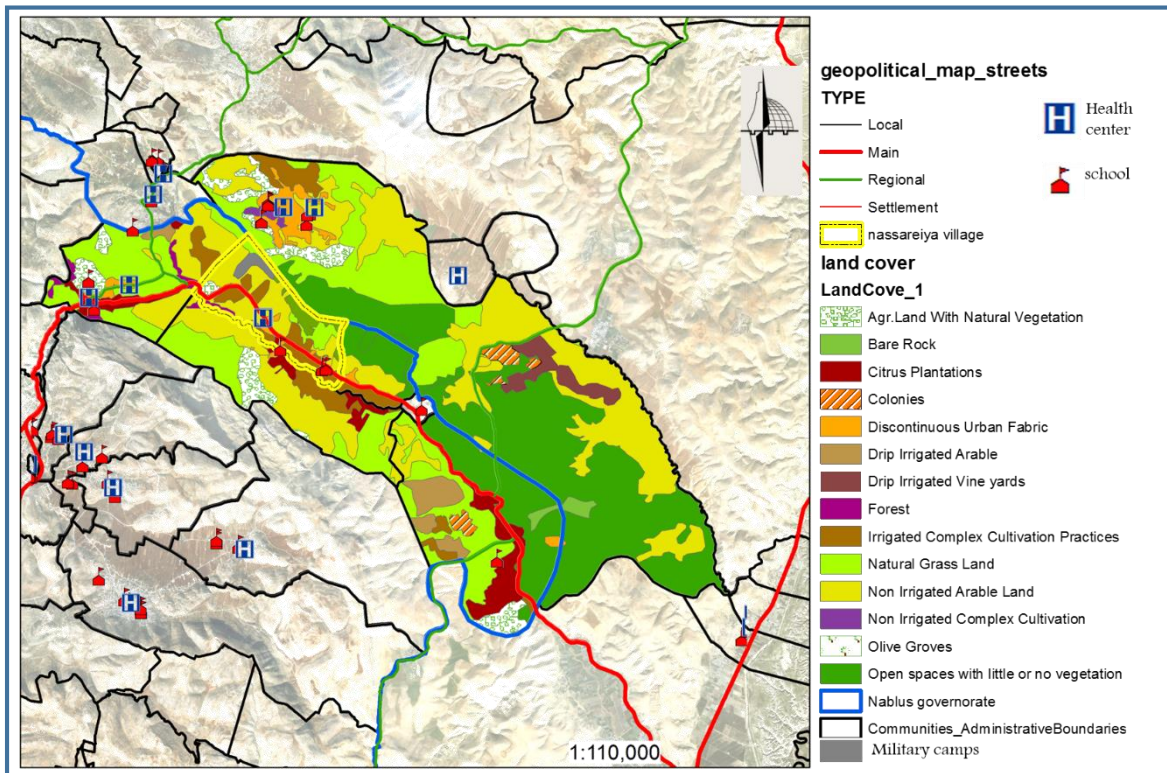 geopolitical_map_streets
TYPE
Local
Main
Regional
Settlement
nassareiya village
land cover
LandCove_1
Agr.Land With Natural Vegetation
Bare Rock
Citrus Plantations
Colonies
Discontinuous Urban Fabric
Drip Irrigated Arable
Drip Irrigated Vine yards
Forest
Irrigated Complex Cultivation Practices
Natural Grass Land
Non Irrigated Arable Land
Non Irrigated Complex Cultivation
Olive Groves
Open spaces with little or no vegetation
Nablus governorate
Communities_AdministrativeBoundaries
Military camps
H
Health
center
school
H
H
H
H
H
H
H
H
H
H
H
H
H
1:110,000